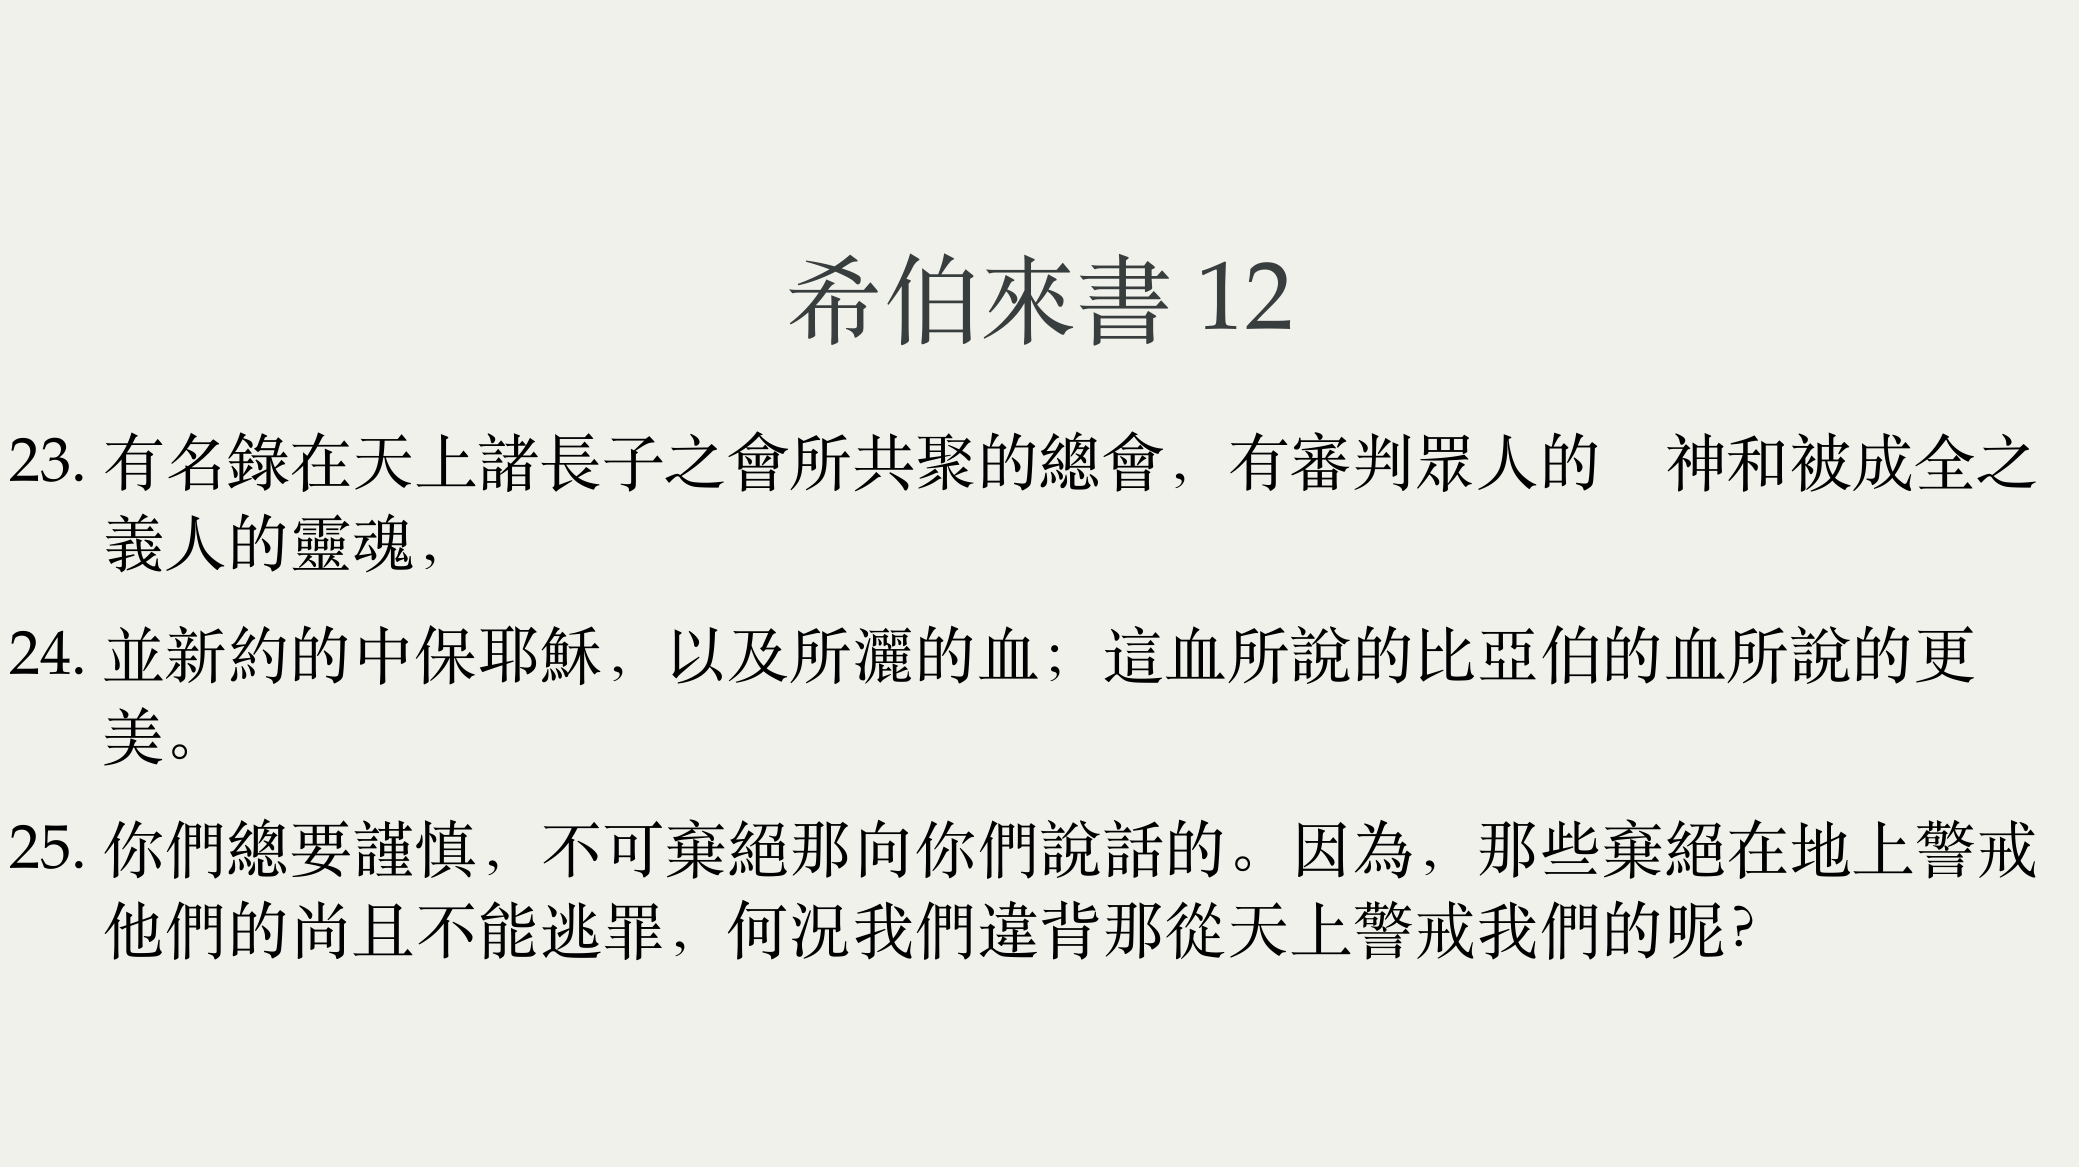 希伯來書 12
23. 有名錄在天上諸長子之會所共聚的總會，有審判眾人的　神和被成全之
義人的靈魂，
24. 並新約的中保耶穌，以及所灑的血；這血所說的比亞伯的血所說的更
美。
25. 你們總要謹慎，不可棄絕那向你們說話的。因為，那些棄絕在地上警戒
他們的尚且不能逃罪，何況我們違背那從天上警戒我們的呢？